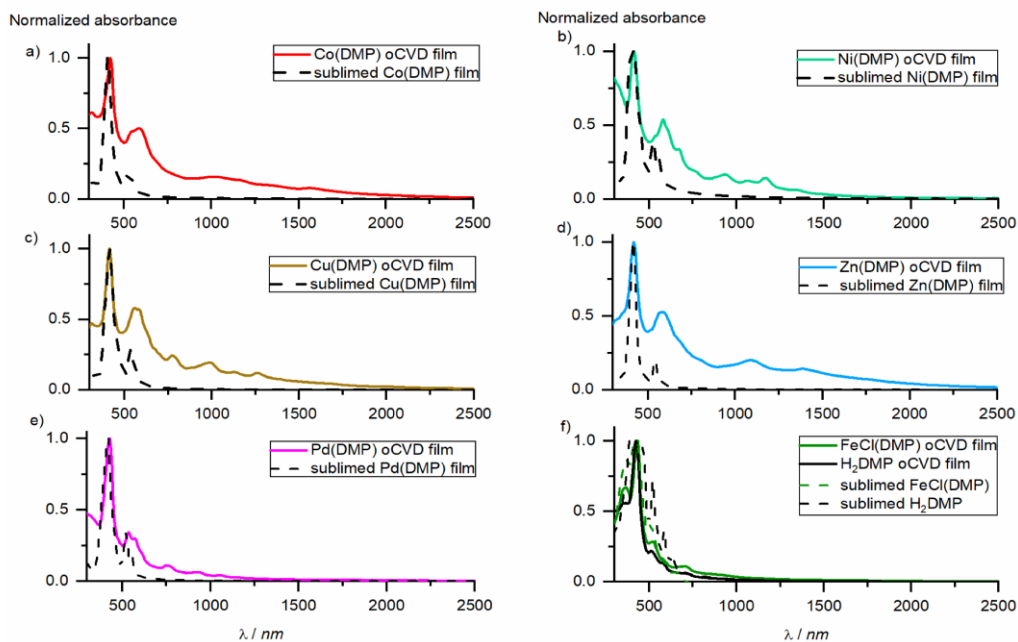 Normalized absorbance
a)
1.0
0.5
0.0
Co(DMP) oCVD film
sublimed Co(DMP) film
500 1000 1500 2000 2500
Normalized absorbance
b)
1.0
0.5
0.0
Ni(DMP) oCVD film
sublimed Ni(DMP) film
500 1000 1500 2000 2500
c)
1.0
0.5
0.0
Cu(DMP) oCVD film
sublimed Cu(DMP) film
500 1000 1500 2000 2500
d)
1.0
0.5
0.0
Zn(DMP) oCVD film
sublimed Zn(DMP) film
500 1000 1500 2000 2500
e)
1.0
0.5
0.0
Pd(DMP) oCVD film
sublimed Pd(DMP) film
500 1000 1500 2000 2500
λ / nm
f)
1.0
0.5
0.0
FeCl(DMP) oCVD film
H₂DMP oCVD film
sublimed FeCl(DMP)
sublimed H₂DMP
500 1000 1500 2000 2500
λ / nm